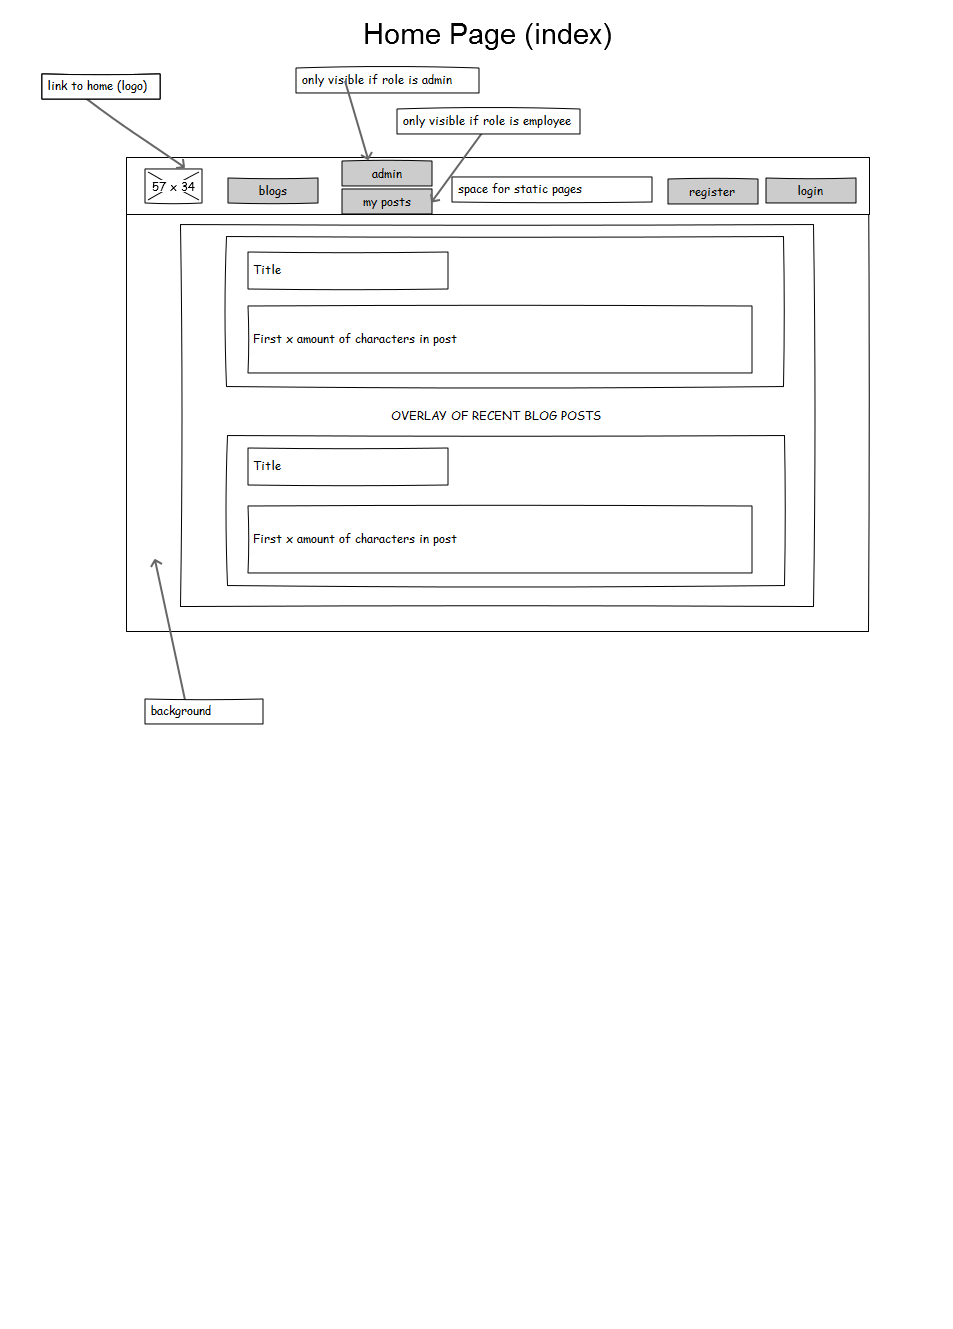 Home Page (index)
link to home (logo)
only visible if role is admin
only visible if role is employee
57 x 34
blogs
admin
my posts
space for static pages
register
login
Title
First x amount of characters in post
OVERLAY OF RECENT BLOG POSTS
Title
First x amount of characters in post
background